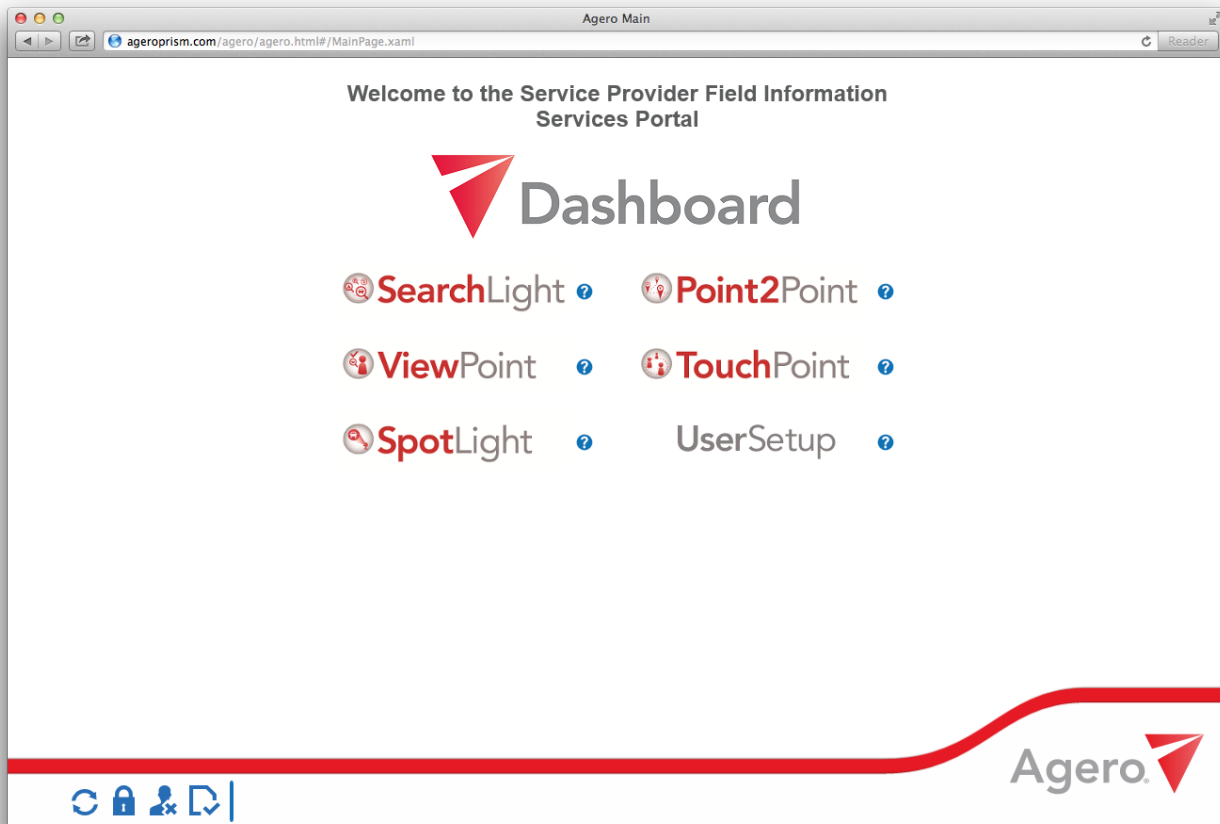 Agero Main
ageroprism.com/agero/agero.html#/MainPage.xaml
Reader
Welcome to the Service Provider Field Information
Services Portal
Dashboard
SearchLight ?
Point2Point ?
ViewPoint ?
TouchPoint ?
SpotLight ?
UserSetup ?
Agero®